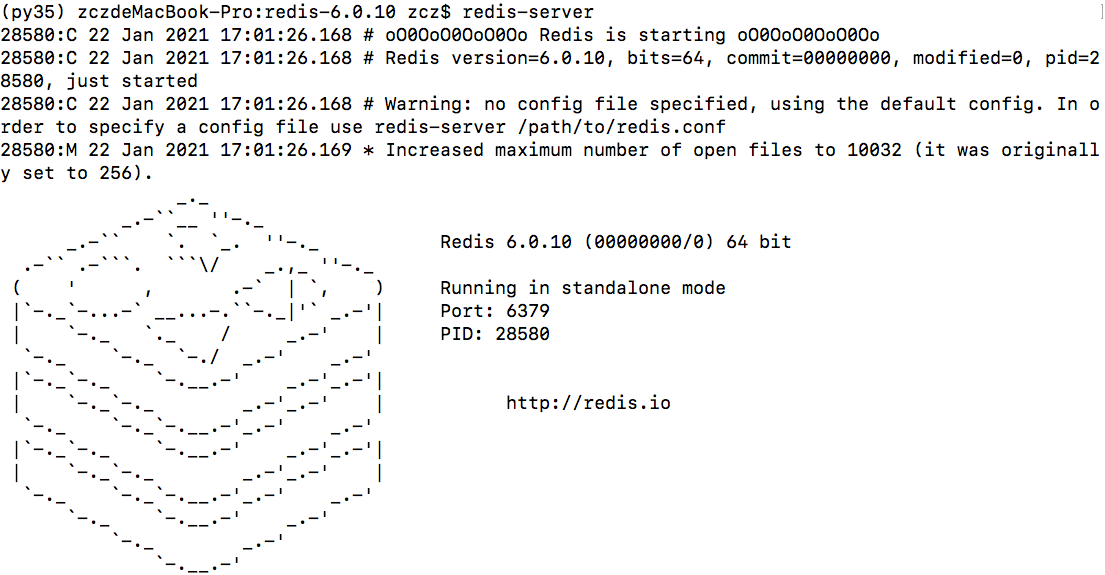 (py35) zczdeMacBook-Pro:redis-6.0.10 zcz$ redis-server
28580:C 22 Jan 2021 17:01:26.168 # oO0OoO0OoO0Oo Redis is starting oO0OoO0OoO0Oo
28580:C 22 Jan 2021 17:01:26.168 # Redis version=6.0.10, bits=64, commit=00000000, modified=0, pid=2
8580, just started
28580:C 22 Jan 2021 17:01:26.168 # Warning: no config file specified, using the default config. In o
rder to specify a config file use redis-server /path/to/redis.conf
28580:M 22 Jan 2021 17:01:26.169 * Increased maximum number of open files to 10032 (it was originall
y set to 256).
Redis 6.0.10 (00000000/0) 64 bit
Running in standalone mode
Port: 6379
PID: 28580
http://redis.io